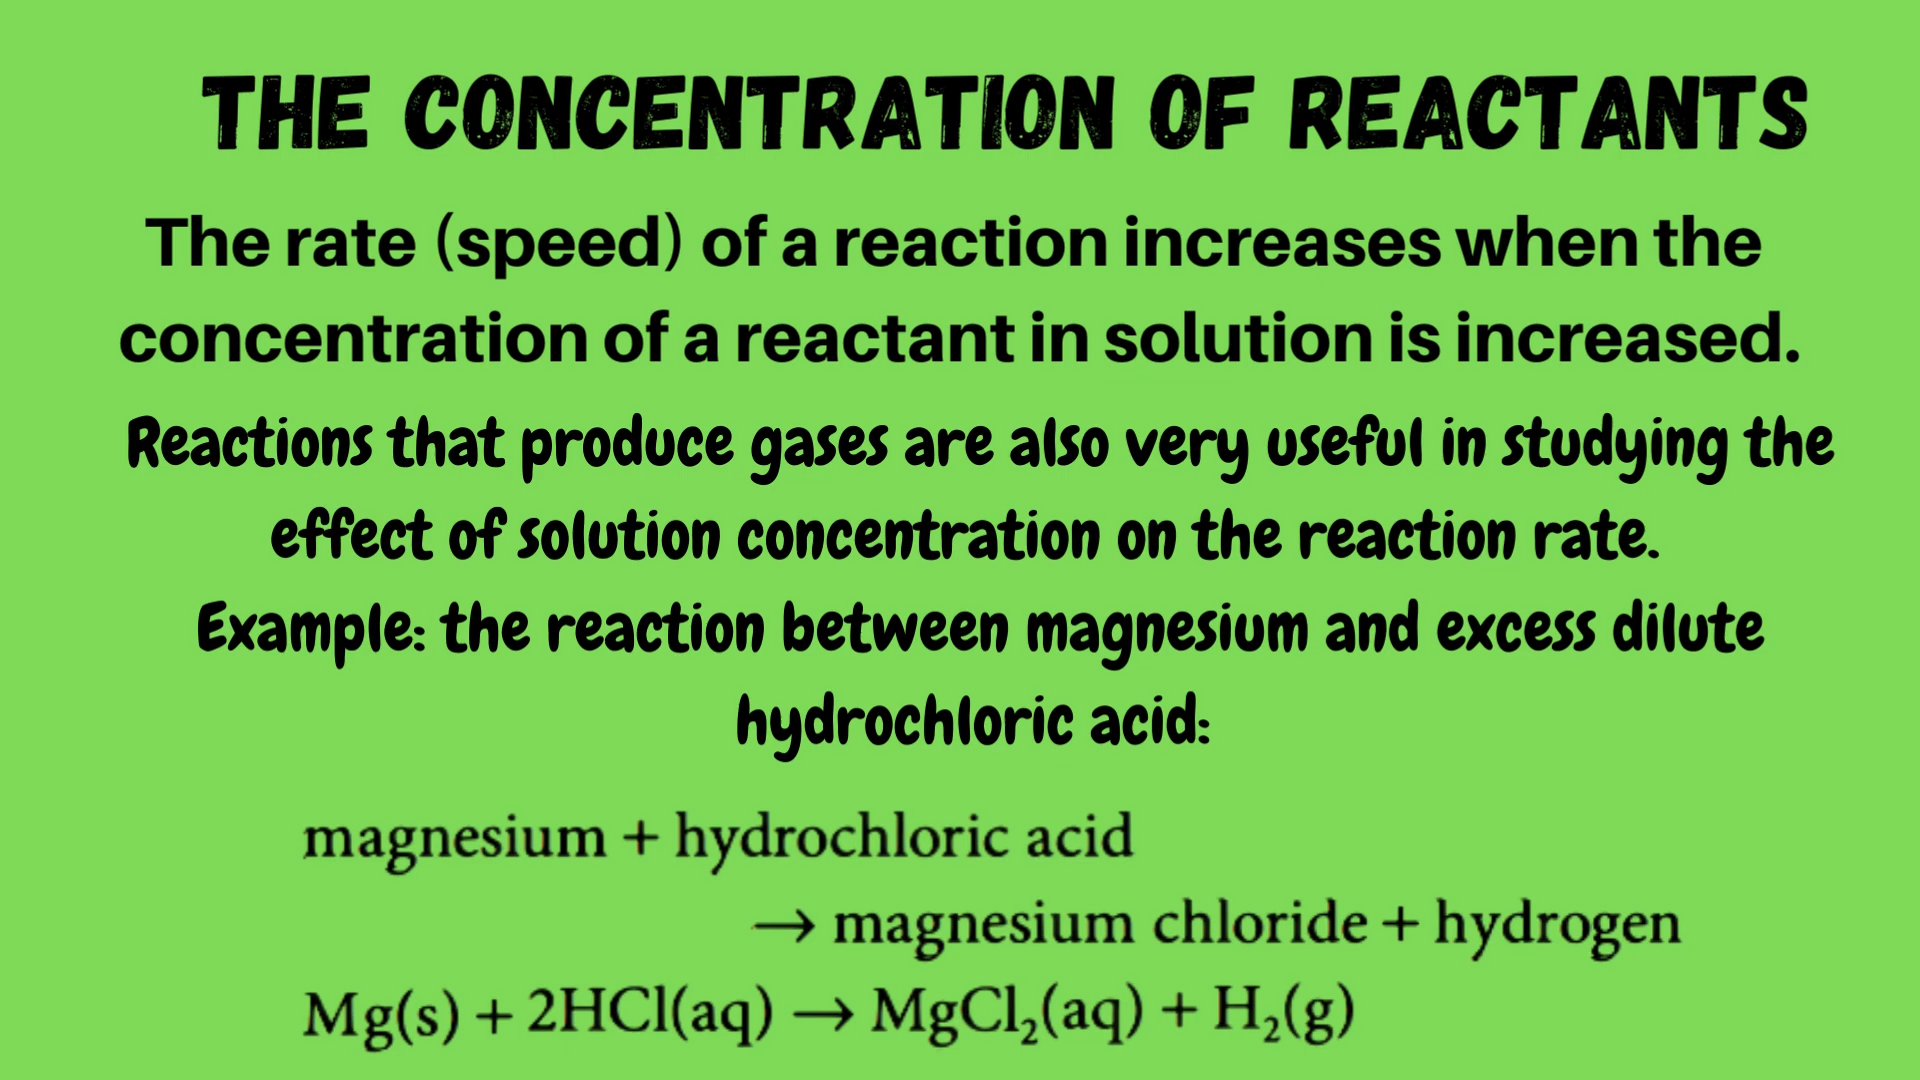 THE CONCENTRATION OF REACTANTS
The rate (speed) of a reaction increases when the
concentration of a reactant in solution is increased.
Reactions that produce gases are also very useful in studying the
effect of solution concentration on the reaction rate.
Example: the reaction between magnesium and excess dilute
hydrochloric acid:
magnesium + hydrochloric acid
→ magnesium chloride + hydrogen
Mg(s) + 2HCl(aq) → MgCl₂(aq) + H₂(g)